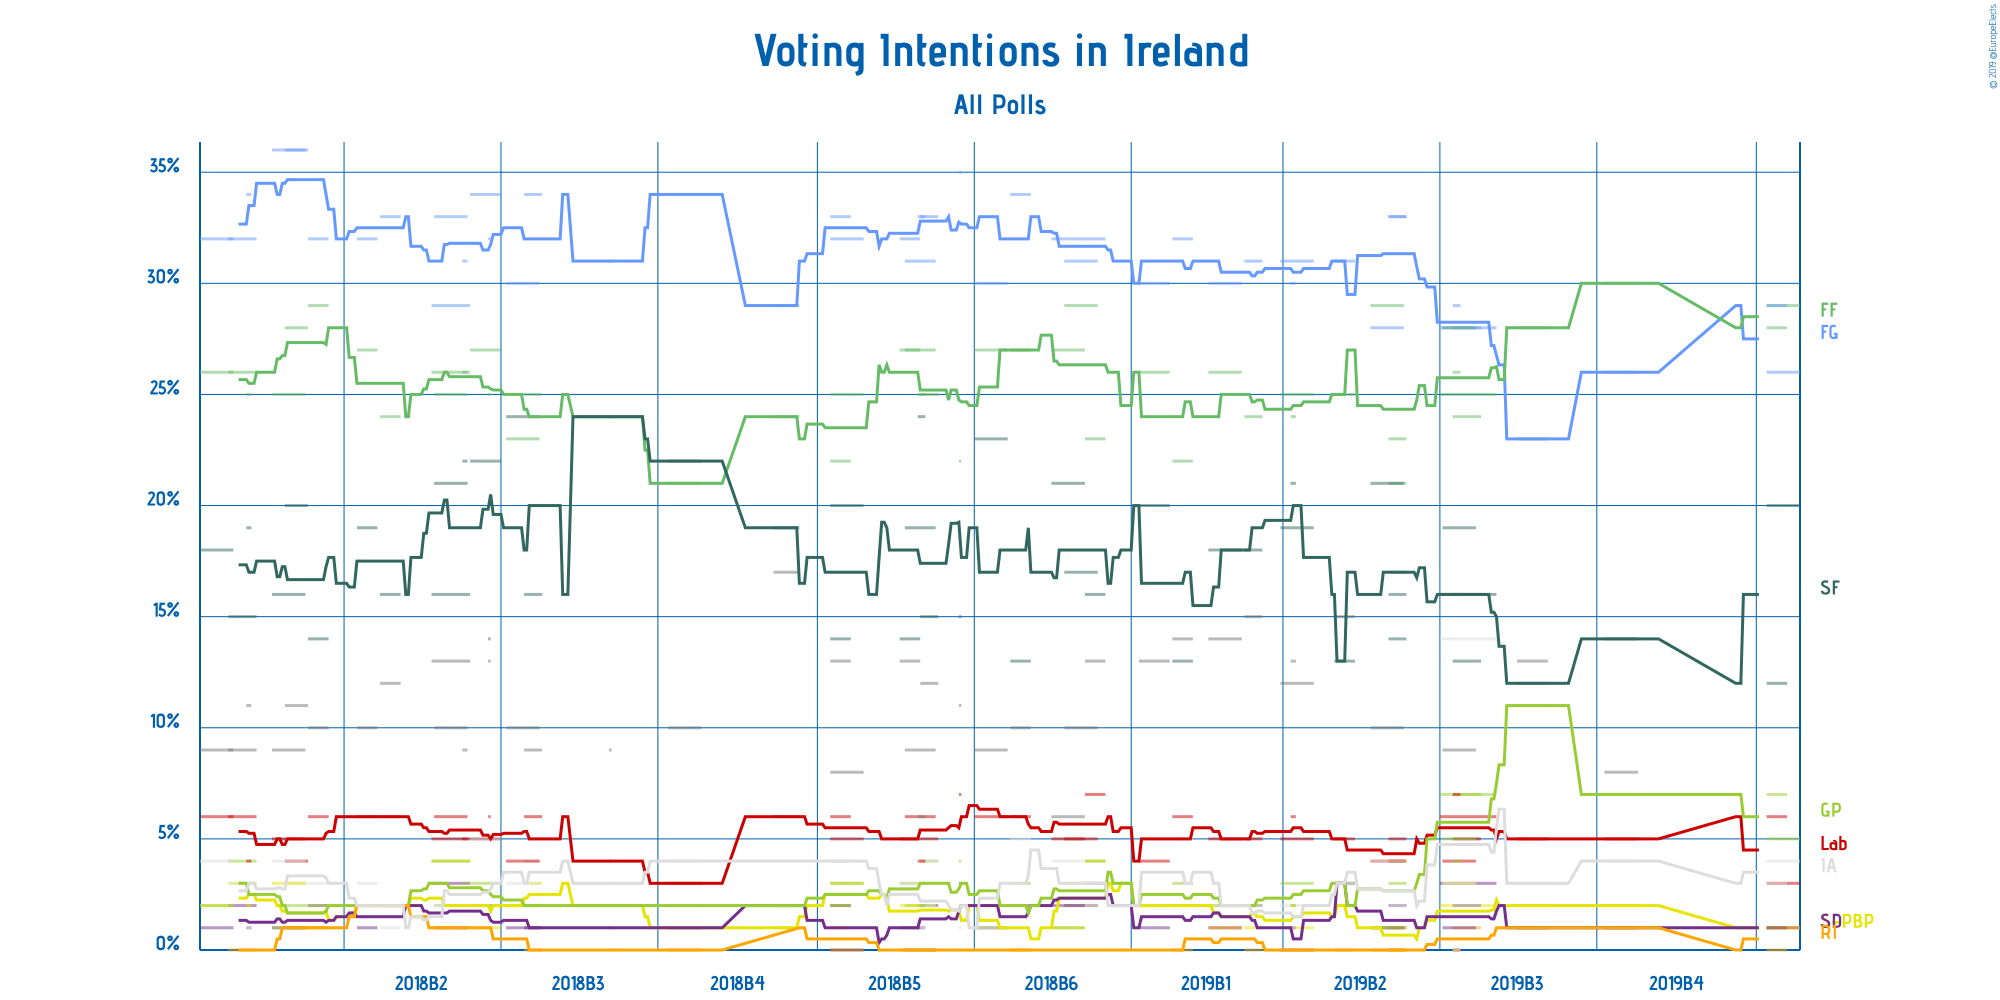 © 2019 @EuropeElects
Voting Intentions in Ireland
All Polls
35%
30%
25%
20%
15%
10%
5%
0%
FF
FG
SF
GP
Lab
IA
SD
PBP
RI
2018B2 2018B3 2018B4 2018B5 2018B6 2019B1 2019B2 2019B3 2019B4